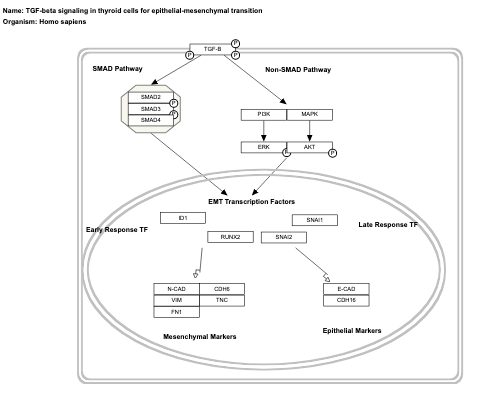 Name: TGF-beta signaling in thyroid cells for epithelial-mesenchymal transition
Organism: Homo sapiens
P
TGF-B
P
P
SMAD Pathway
Non-SMAD Pathway
SMAD2
P
SMAD3
P
SMAD4
PI3K
MAPK
ERK
AKT
P
P
EMT Transcription Factors
ID1
SNAI1
Early Response TF
Late Response TF
RUNX2
SNAI2
N-CAD
CDH6
E-CAD
VIM
TNC
CDH16
FN1
Mesenchymal Markers
Epithelial Markers